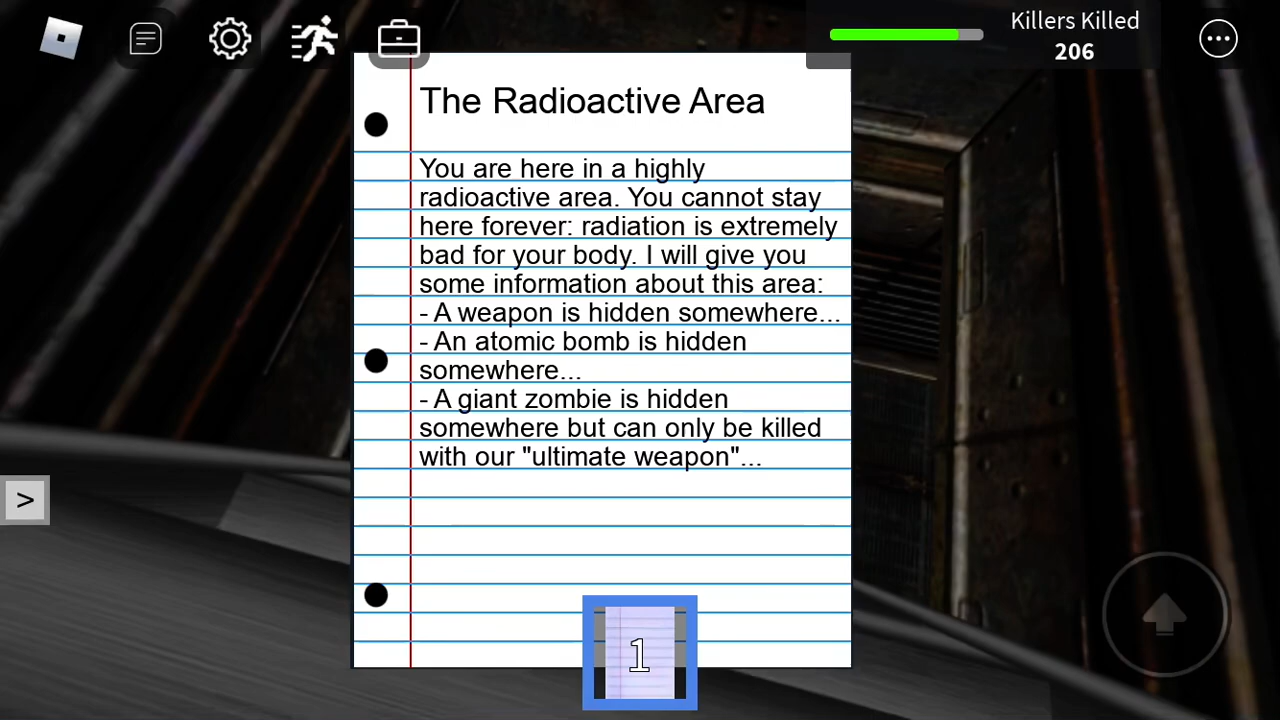 Killers Killed
206
The Radioactive Area
You are here in a highly
radioactive area. You cannot stay
here forever: radiation is extremely
bad for your body. I will give you
some information about this area:
- A weapon is hidden somewhere...
- An atomic bomb is hidden
somewhere...
- A giant zombie is hidden
somewhere but can only be killed
with our "ultimate weapon"...
>
1